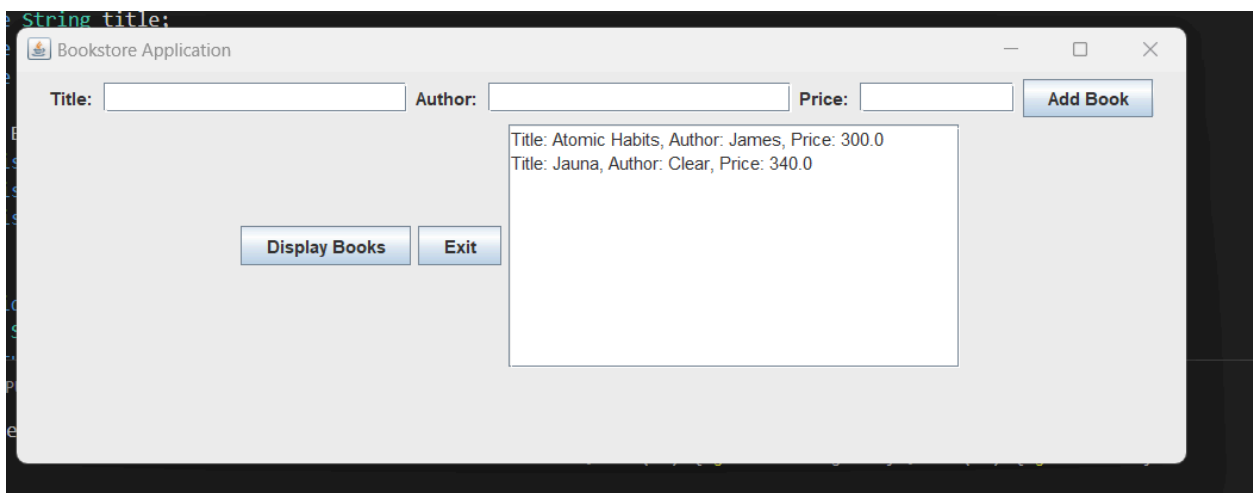 String title;
Bookstore Application
Title: Author: Price: Add Book
Title: Atomic Habits, Author: James, Price: 300.0
Title: Jauna, Author: Clear, Price: 340.0
Display Books Exit